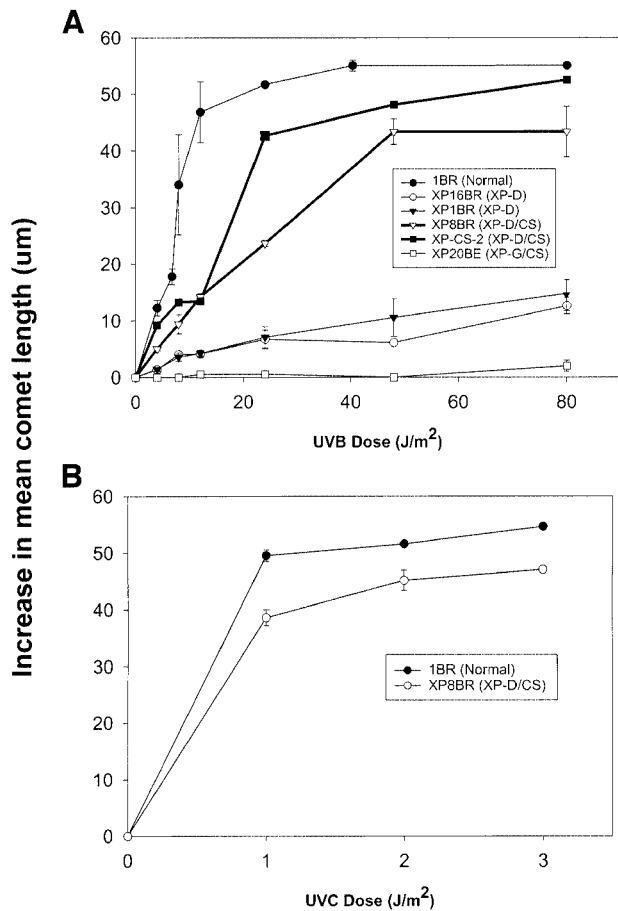 A
Increase in mean comet length (um)
60
50
40
30
20
10
0
1BR (Normal)
XP16BR (XP-D)
XP1BR (XP-D)
XP8BR (XP-D/CS)
XP-CS-2 (XP-D/CS)
XP20BE (XP-G/CS)
0 20 40 60 80
UVB Dose (J/m²)
B
60
50
40
30
20
10
0
1BR (Normal)
XP8BR (XP-D/CS)
0 1 2 3
UVC Dose (J/m²)